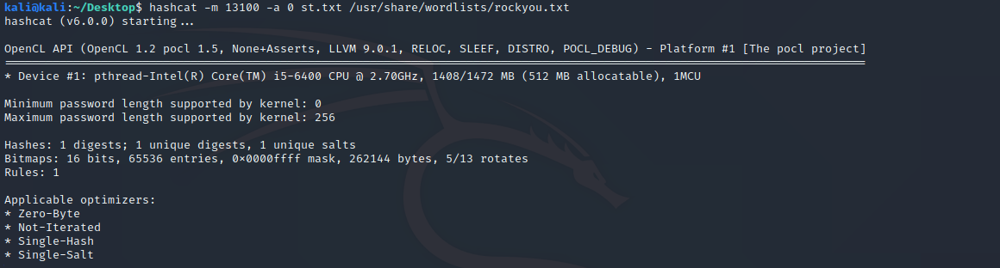 kali@kali:~/Desktop$ hashcat -m 13100 -a 0 st.txt /usr/share/wordlists/rockyou.txt
hashcat (v6.0.0) starting...
OpenCL API (OpenCL 1.2 pocl 1.5, None+Asserts, LLVM 9.0.1, RELOC, SLEEF, DISTRO, POCL_DEBUG) - Platform #1 [The pocl project]
=============================================================================================================================
* Device #1: pthread-Intel(R) Core(TM) i5-6400 CPU @ 2.70GHz, 1408/1472 MB (512 MB allocatable), 1MCU
Minimum password length supported by kernel: 0
Maximum password length supported by kernel: 256
Hashes: 1 digests; 1 unique digests, 1 unique salts
Bitmaps: 16 bits, 65536 entries, 0x0000ffff mask, 262144 bytes, 5/13 rotates
Rules: 1
Applicable optimizers:
* Zero-Byte
* Not-Iterated
* Single-Hash
* Single-Salt